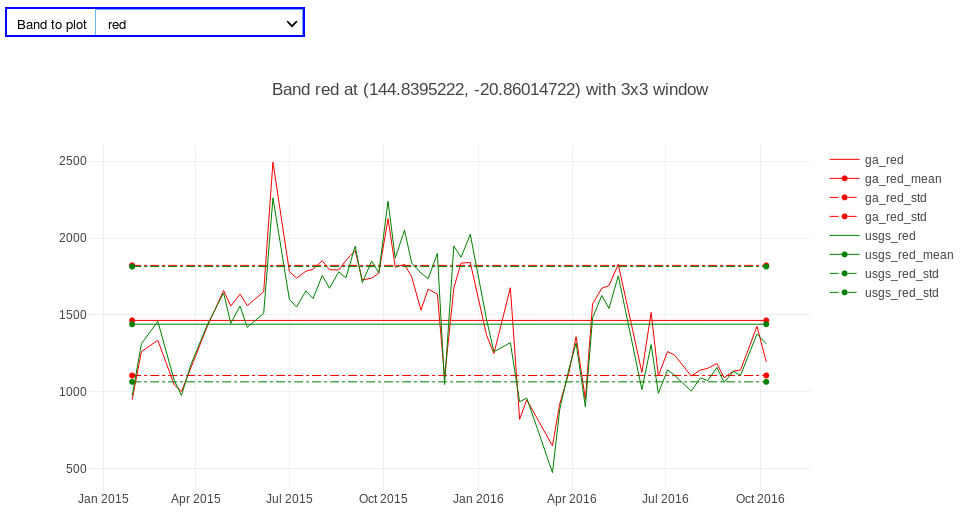 Band to plot red
Band red at (144.8395222, -20.86014722) with 3x3 window
2500
2000
1500
1000
500
Jan 2015 Apr 2015 Jul 2015 Oct 2015 Jan 2016 Apr 2016 Jul 2016 Oct 2016
ga_red
ga_red_mean
ga_red_std
ga_red_std
usgs_red
usgs_red_mean
usgs_red_std
usgs_red_std